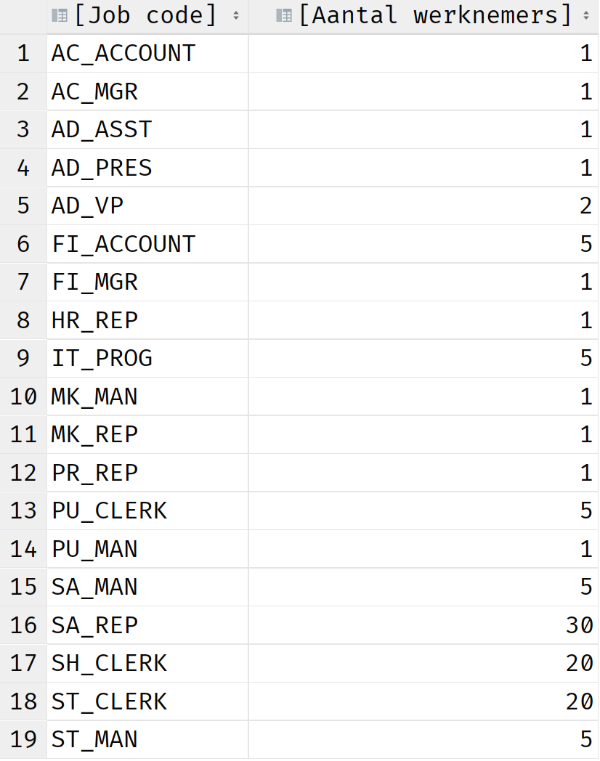 [Job code] [Aantal werknemers]
1 AC_ACCOUNT 1
2 AC_MGR 1
3 AD_ASST 1
4 AD_PRES 1
5 AD_VP 2
6 FI_ACCOUNT 5
7 FI_MGR 1
8 HR_REP 1
9 IT_PROG 5
10 MK_MAN 1
11 MK_REP 1
12 PR_REP 1
13 PU_CLERK 5
14 PU_MAN 1
15 SA_MAN 5
16 SA_REP 30
17 SH_CLERK 20
18 ST_CLERK 20
19 ST_MAN 5